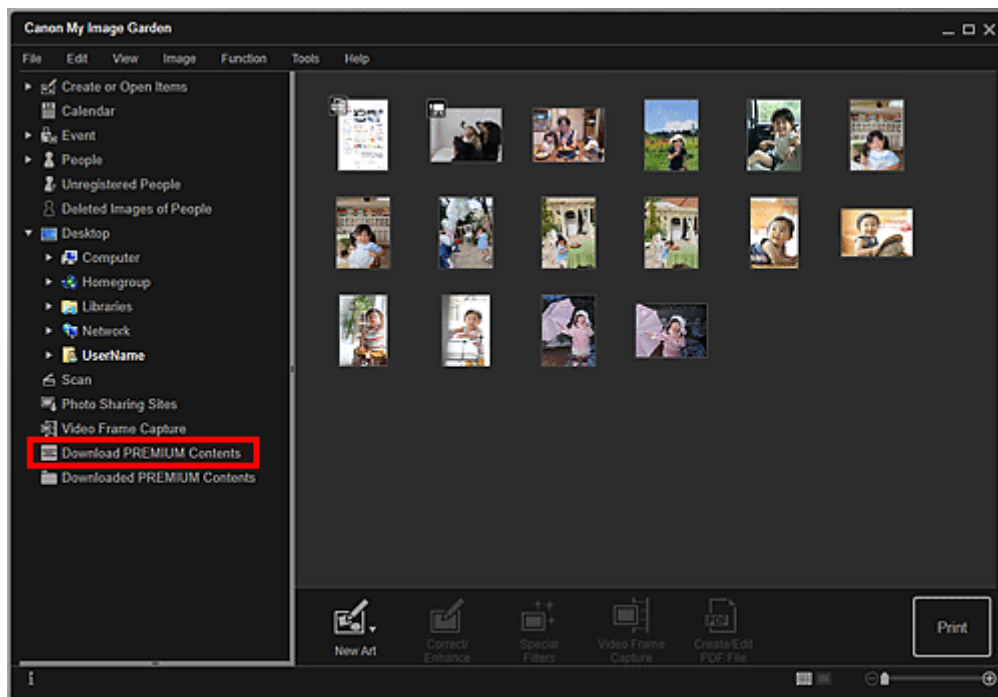 Canon My Image Garden
File Edit View Image Function Tools Help
Create or Open Items
Calendar
Event
People
Unregistered People
Deleted Images of People
Desktop
Computer
Homegroup
Libraries
Network
UserName
Scan
Photo Sharing Sites
Video Frame Capture
Download PREMIUM Contents
Downloaded PREMIUM Contents
New Art
Correct/
Enhance
Special
Filters
Video Frame
Capture
PDF
Create/Edit
PDF File
Print